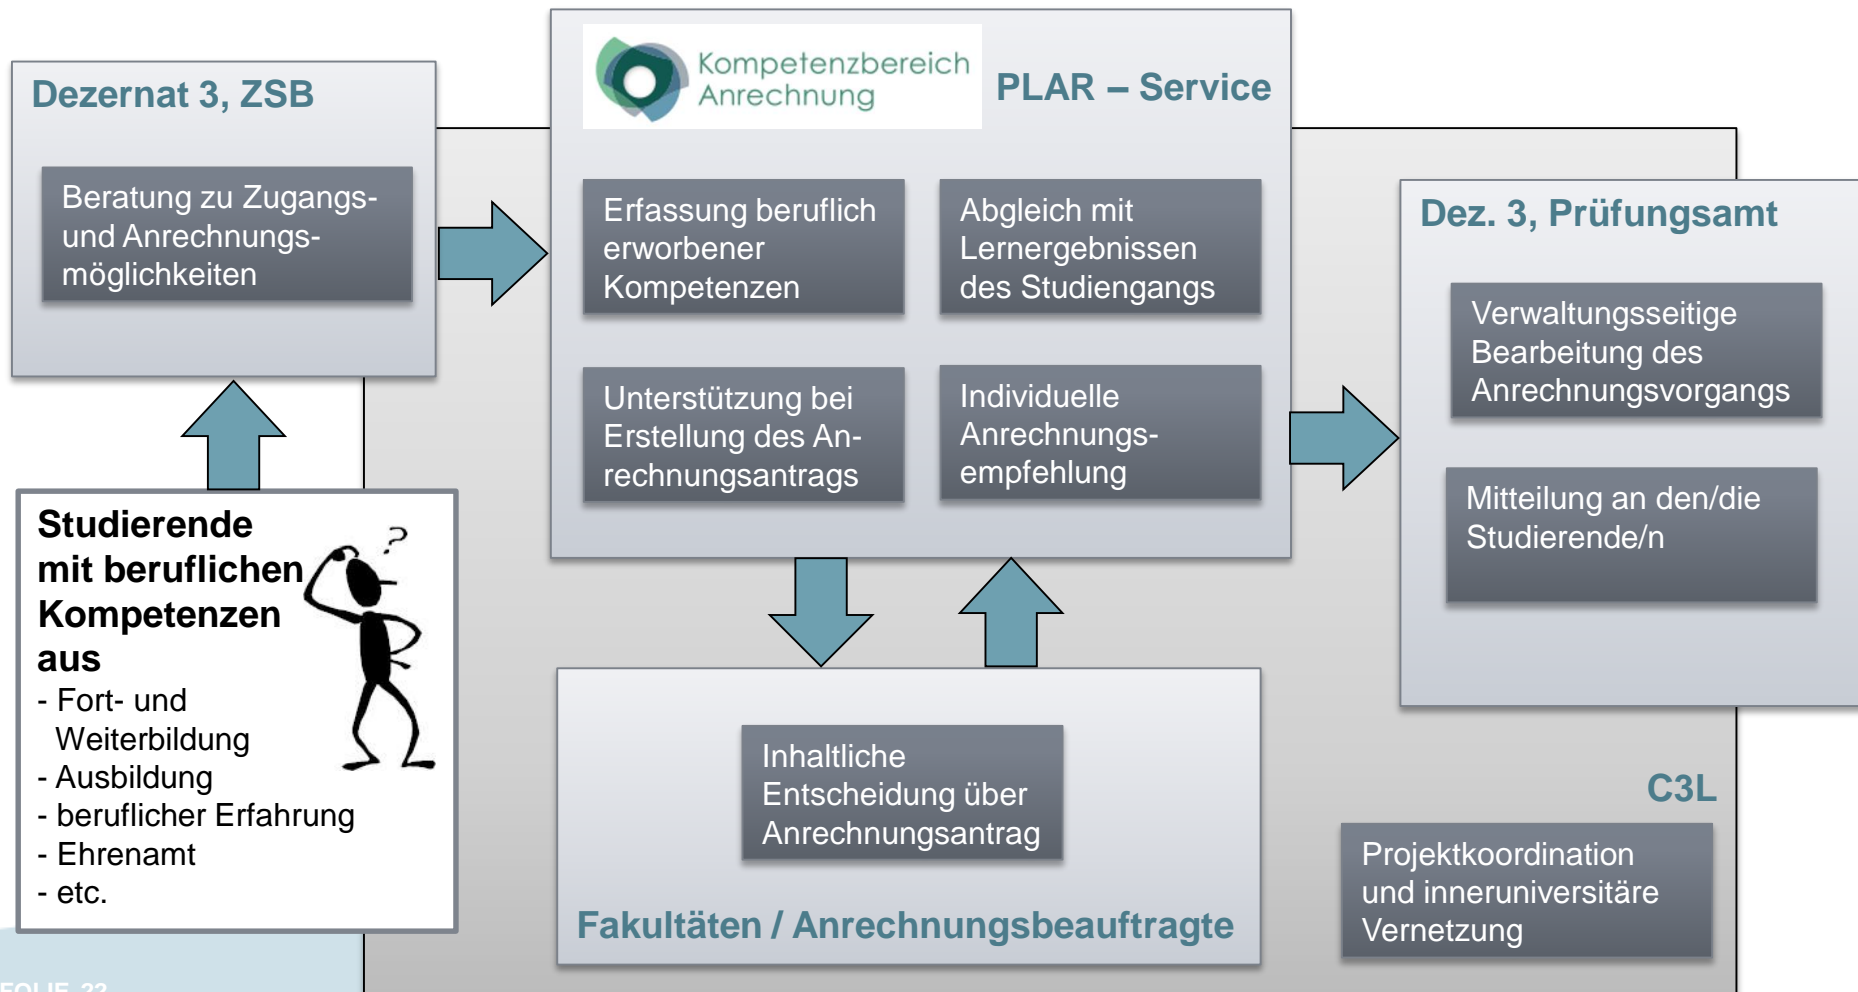 Dezernat 3, ZSB
Beratung zu Zugangs-
und Anrechnungs-
möglichkeiten
Studierende
mit beruflichen
Kompetenzen
aus
- Fort- und
Weiterbildung
- Ausbildung
- beruflicher Erfahrung
- Ehrenamt
- etc.
?
Kompetenzbereich
Anrechnung
PLAR – Service
Erfassung beruflich
erworbener
Kompetenzen
Abgleich mit
Lernergebnissen
des Studiengangs
Unterstützung bei
Erstellung des An-
rechnungsantrags
Individuelle
Anrechnungs-
empfehlung
Inhaltliche
Entscheidung über
Anrechnungsantrag
Fakultäten / Anrechnungsbeauftragte
Dez. 3, Prüfungsamt
Verwaltungsseitige
Bearbeitung des
Anrechnungsvorgangs
Mitteilung an den/die
Studierende/n
C3L
Projektkoordination
und inneruniversitäre
Vernetzung
FOLIE 22